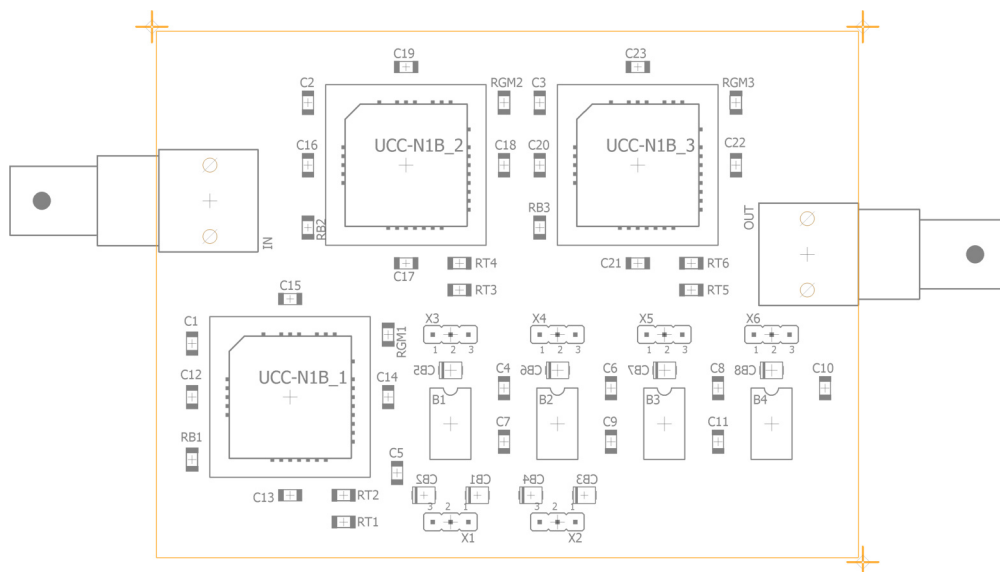 C19
C23
C2
RGM2
C3
RGM3
UCC-N1B_2
UCC-N1B_3
C16
C18
C20
C22
RB2
RB3
OUT
IN
C17
RT4
C21
RT6
RT3
RT5
C15
C1
RGM1
X3
X4
X5
X6
1 2 3
1 2 3
1 2 3
1 2 3
UCC-N1B_1
CB5
CB6
CB7
CB8
C12
C14
C4
C6
C8
C10
B1
B2
B3
B4
RB1
C7
C9
C11
C5
CB2
CB1
CB4
CB3
C13
RT2
3 2 1
3 2 1
RT1
X1
X2